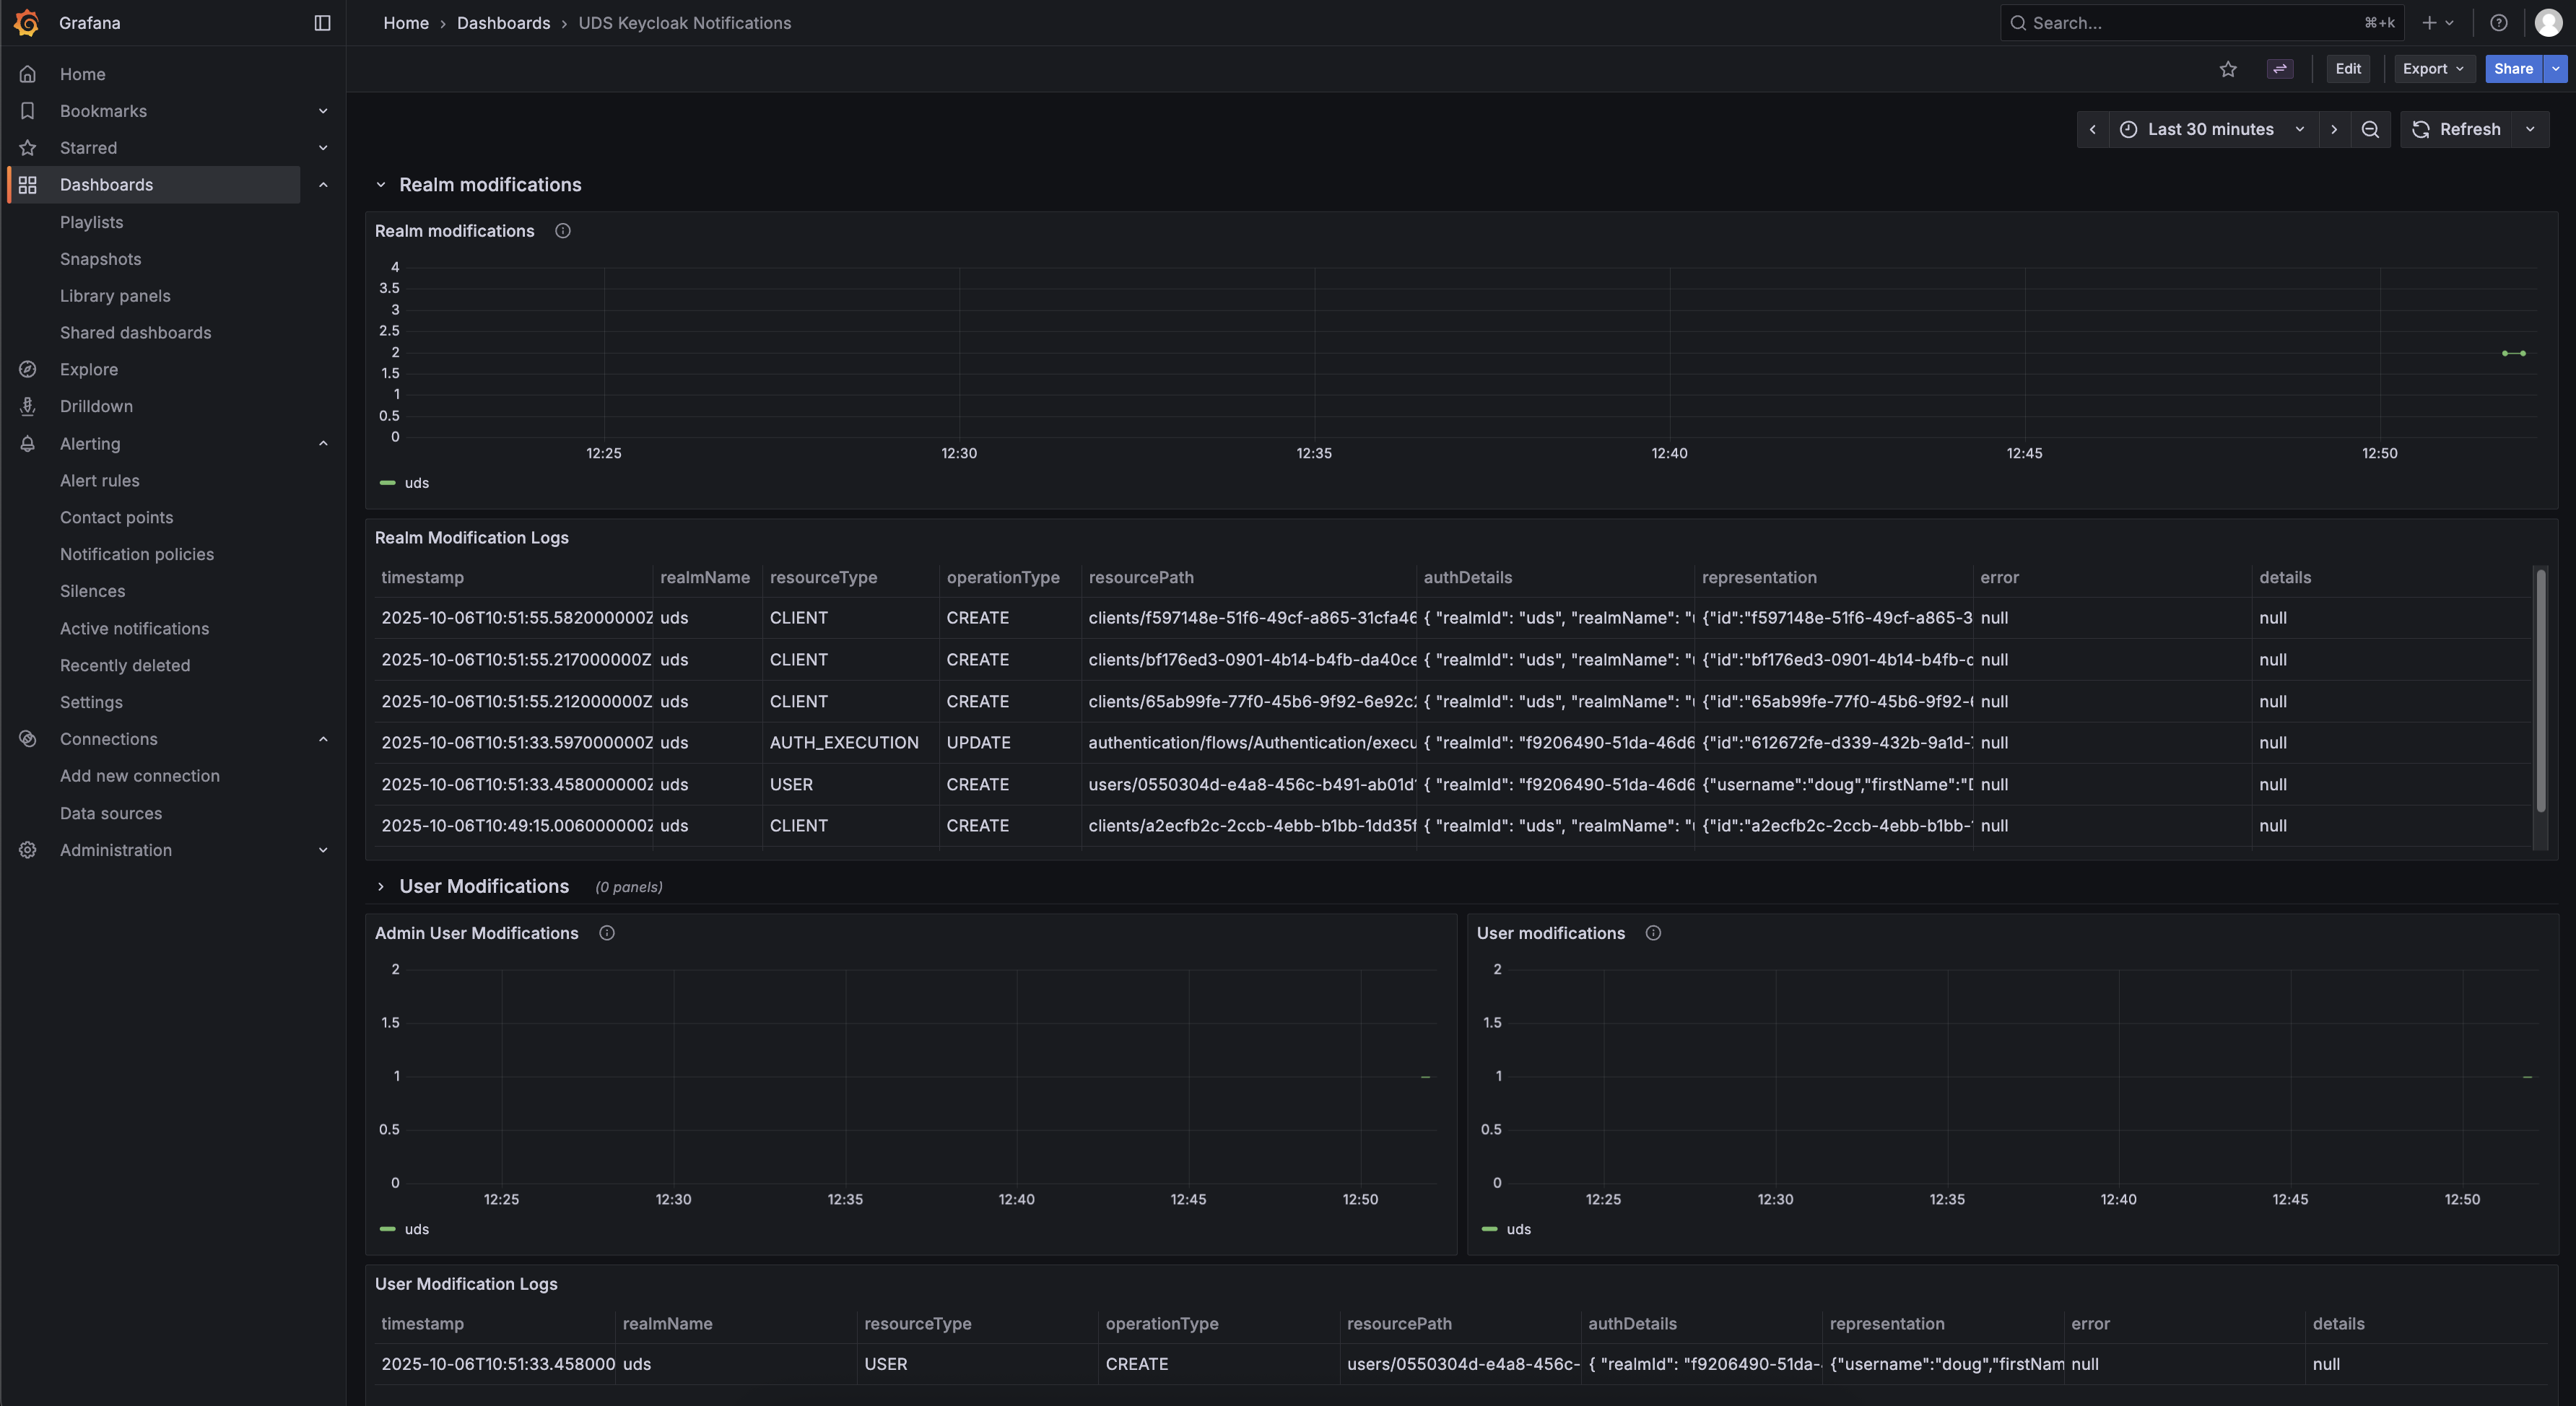 Grafana
Home › Dashboards › UDS Keycloak Notifications
Search...
⌘+k
Edit
Export
Share
Last 30 minutes
Refresh
Home
Bookmarks
Starred
Dashboards
Playlists
Snapshots
Library panels
Shared dashboards
Explore
Drilldown
Alerting
Alert rules
Contact points
Notification policies
Silences
Active notifications
Recently deleted
Settings
Connections
Add new connection
Data sources
Administration
Realm modifications
Realm modifications
4
3.5
3
2.5
2
1.5
1
0.5
0
12:25 12:30 12:35 12:40 12:45 12:50
uds
Realm Modification Logs
timestamp realmName resourceType operationType resourcePath authDetails representation error details
2025-10-06T10:51:55.582000000Z uds CLIENT CREATE clients/f597148e-51f6-49cf-a865-31cfa46 { "realmId": "uds", "realmName": " {"id":"f597148e-51f6-49cf-a865-3 null null
2025-10-06T10:51:55.217000000Z uds CLIENT CREATE clients/bf176ed3-0901-4b14-b4fb-da40ce { "realmId": "uds", "realmName": " {"id":"bf176ed3-0901-4b14-b4fb- null null
2025-10-06T10:51:55.212000000Z uds CLIENT CREATE clients/65ab99fe-77f0-45b6-9f92-6e92c { "realmId": "uds", "realmName": " {"id":"65ab99fe-77f0-45b6-9f92- null null
2025-10-06T10:51:33.597000000Z uds AUTH_EXECUTION UPDATE authentication/flows/Authentication/execu { "realmId": "f9206490-51da-46d6 {"id":"612672fe-d339-432b-9a1d- null null
2025-10-06T10:51:33.458000000Z uds USER CREATE users/0550304d-e4a8-456c-b491-ab01d { "realmId": "f9206490-51da-46d6 {"username":"doug","firstName":" null null
2025-10-06T10:49:15.006000000Z uds CLIENT CREATE clients/a2ecfb2c-2ccb-4ebb-b1bb-1dd35f { "realmId": "uds", "realmName": " {"id":"a2ecfb2c-2ccb-4ebb-b1bb- null null
User Modifications (0 panels)
Admin User Modifications
2
1.5
1
0.5
0
12:25 12:30 12:35 12:40 12:45 12:50
uds
User modifications
2
1.5
1
0.5
0
12:25 12:30 12:35 12:40 12:45 12:50
uds
User Modification Logs
timestamp realmName resourceType operationType resourcePath authDetails representation error details
2025-10-06T10:51:33.458000 uds USER CREATE users/0550304d-e4a8-456c- { "realmId": "f9206490-51da- {"username":"doug","firstNam null null